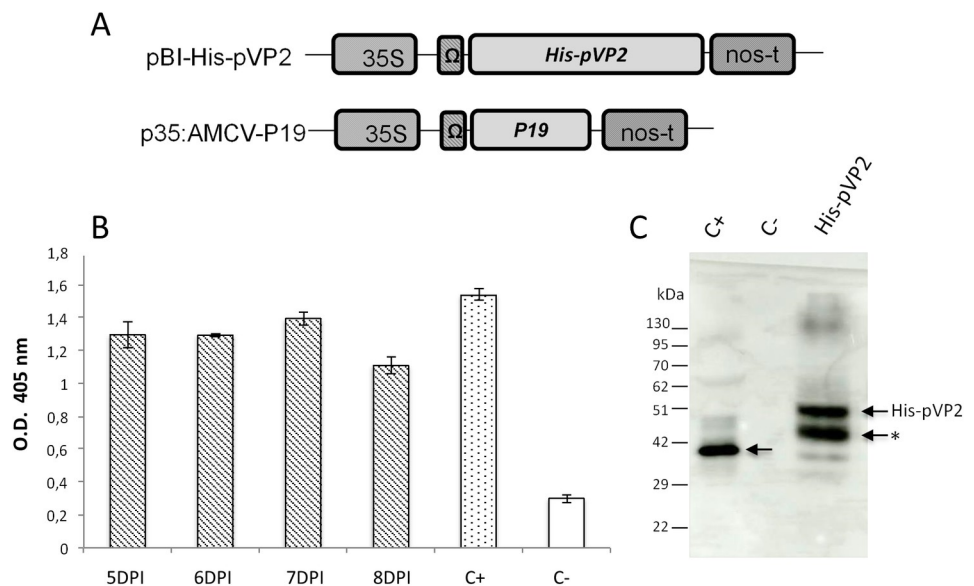 A
pBI-His-pVP2 35S Ω His-pVP2 nos-t
p35:AMCV-P19 35S Ω P19 nos-t
B
O.D. 405 nm
1,8
1,6
1,4
1,2
1
0,8
0,6
0,4
0,2
0
5DPI 6DPI 7DPI 8DPI C+ C-
C
C+ C- His-pVP2
kDa
130
95
70
62
51
42
29
22
His-pVP2
*